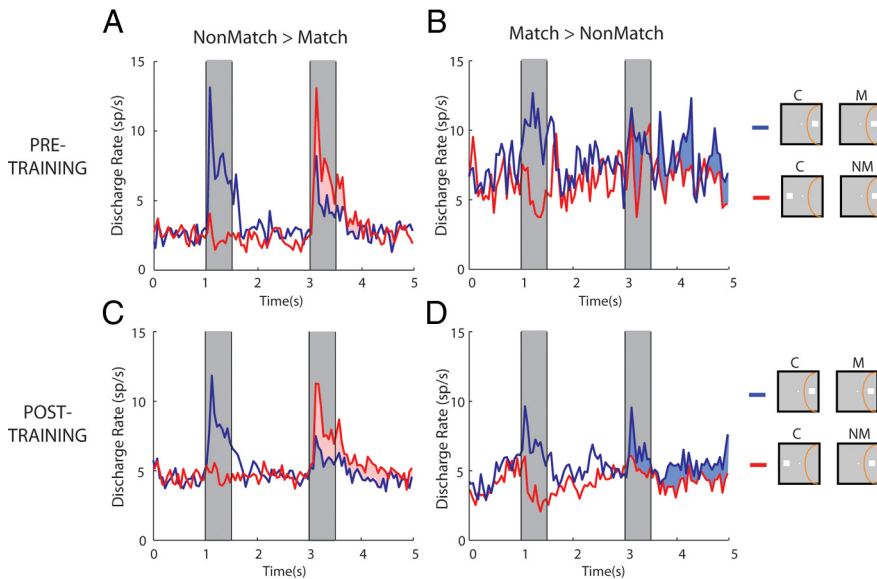 A
NonMatch > Match
B
Match > NonMatch
PRE-
TRAINING
Discharge Rate (sp/s)
15
10
5
0
0
1
2
3
4
5
Time(s)
Discharge Rate (sp/s)
15
10
5
0
0
1
2
3
4
5
Time(s)
C
M
C
NM
C
D
POST-
TRAINING
Discharge Rate (sp/s)
15
10
5
0
0
1
2
3
4
5
Time(s)
Discharge Rate (sp/s)
15
10
5
0
0
1
2
3
4
5
Time(s)
C
M
C
NM